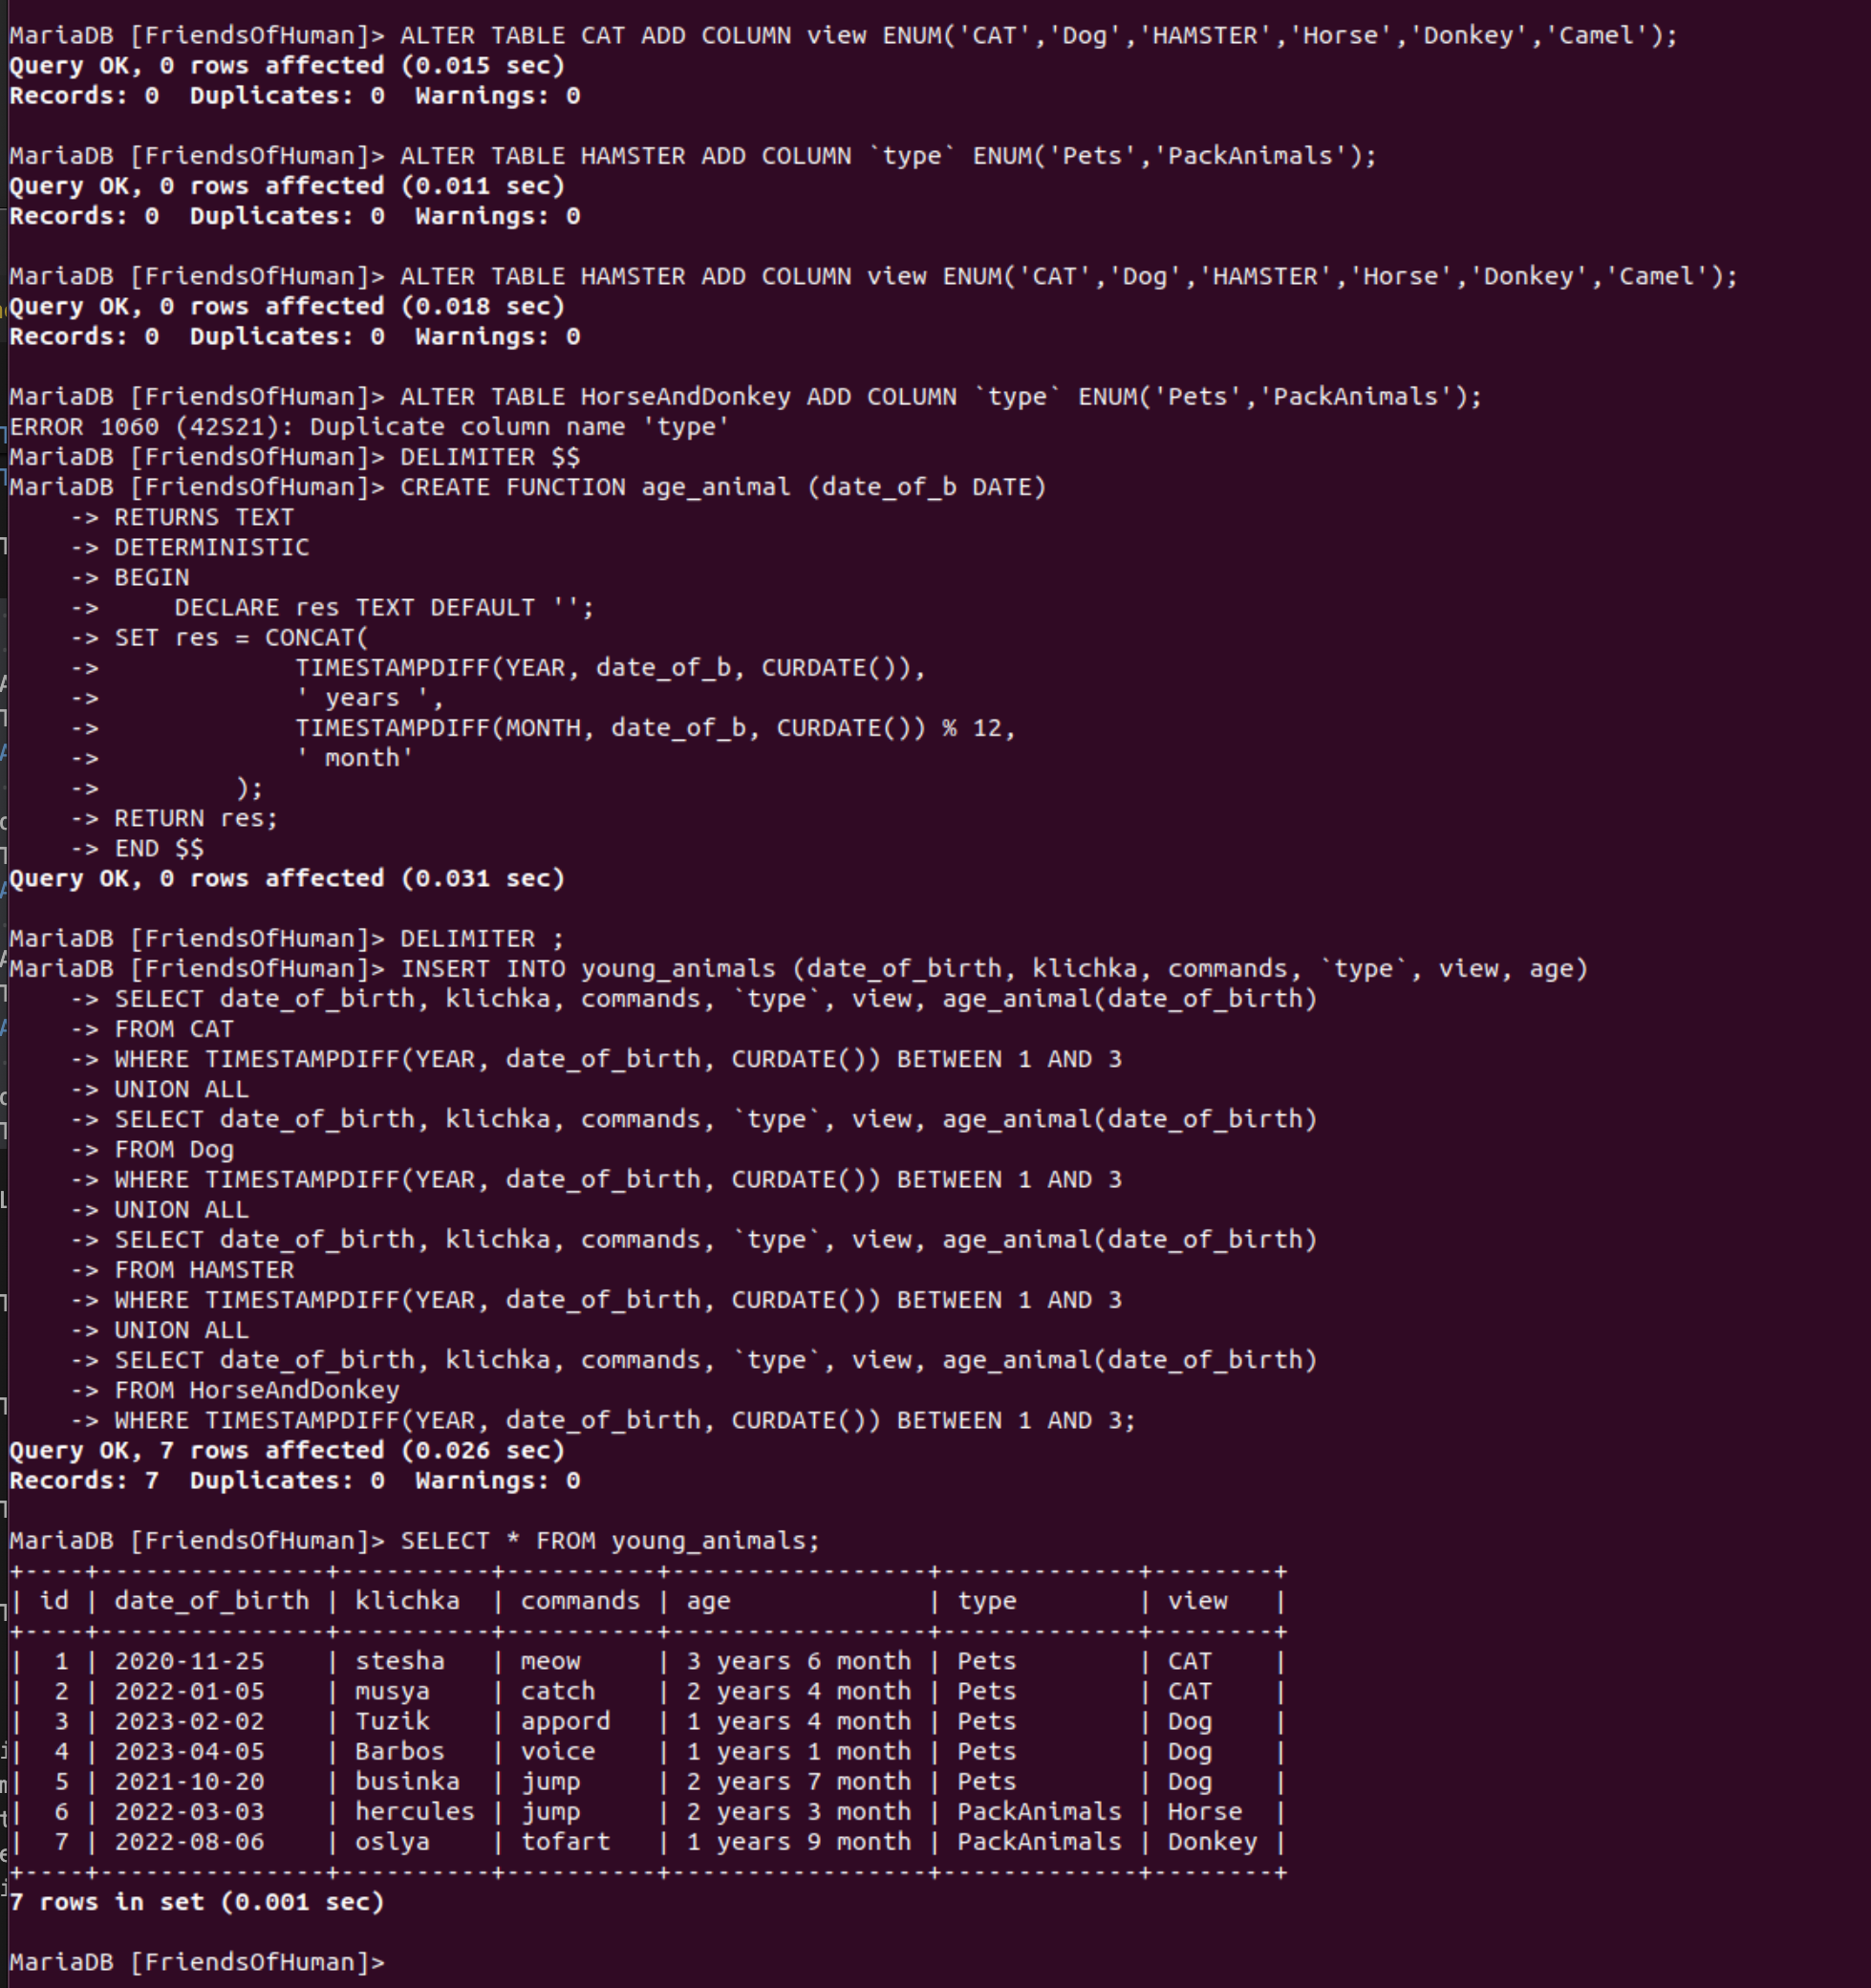 MariaDB [FriendsOfHuman]> ALTER TABLE CAT ADD COLUMN view ENUM('CAT','Dog','HAMSTER','Horse','Donkey','Camel');
Query OK, 0 rows affected (0.015 sec)
Records: 0  Duplicates: 0  Warnings: 0

MariaDB [FriendsOfHuman]> ALTER TABLE HAMSTER ADD COLUMN `type` ENUM('Pets','PackAnimals');
Query OK, 0 rows affected (0.011 sec)
Records: 0  Duplicates: 0  Warnings: 0

MariaDB [FriendsOfHuman]> ALTER TABLE HAMSTER ADD COLUMN view ENUM('CAT','Dog','HAMSTER','Horse','Donkey','Camel');
Query OK, 0 rows affected (0.018 sec)
Records: 0  Duplicates: 0  Warnings: 0

MariaDB [FriendsOfHuman]> ALTER TABLE HorseAndDonkey ADD COLUMN `type` ENUM('Pets','PackAnimals');
ERROR 1060 (42S21): Duplicate column name 'type'
MariaDB [FriendsOfHuman]> DELIMITER $$
MariaDB [FriendsOfHuman]> CREATE FUNCTION age_animal (date_of_b DATE)
    -> RETURNS TEXT
    -> DETERMINISTIC
    -> BEGIN
    ->     DECLARE res TEXT DEFAULT '';
    -> SET res = CONCAT(
    ->             TIMESTAMPDIFF(YEAR, date_of_b, CURDATE()),
    ->             ' years ',
    ->             TIMESTAMPDIFF(MONTH, date_of_b, CURDATE()) % 12,
    ->             ' month'
    ->         );
    -> RETURN res;
    -> END $$
Query OK, 0 rows affected (0.031 sec)

MariaDB [FriendsOfHuman]> DELIMITER ;
MariaDB [FriendsOfHuman]> INSERT INTO young_animals (date_of_birth, klichka, commands, `type`, view, age)
    -> SELECT date_of_birth, klichka, commands, `type`, view, age_animal(date_of_birth)
    -> FROM CAT
    -> WHERE TIMESTAMPDIFF(YEAR, date_of_birth, CURDATE()) BETWEEN 1 AND 3
    -> UNION ALL
    -> SELECT date_of_birth, klichka, commands, `type`, view, age_animal(date_of_birth)
    -> FROM Dog
    -> WHERE TIMESTAMPDIFF(YEAR, date_of_birth, CURDATE()) BETWEEN 1 AND 3
    -> UNION ALL
    -> SELECT date_of_birth, klichka, commands, `type`, view, age_animal(date_of_birth)
    -> FROM HAMSTER
    -> WHERE TIMESTAMPDIFF(YEAR, date_of_birth, CURDATE()) BETWEEN 1 AND 3
    -> UNION ALL
    -> SELECT date_of_birth, klichka, commands, `type`, view, age_animal(date_of_birth)
    -> FROM HorseAndDonkey
    -> WHERE TIMESTAMPDIFF(YEAR, date_of_birth, CURDATE()) BETWEEN 1 AND 3;
Query OK, 7 rows affected (0.026 sec)
Records: 7  Duplicates: 0  Warnings: 0

MariaDB [FriendsOfHuman]> SELECT * FROM young_animals;
+----+---------------+----------+----------+-----------------+-------------+--------+
| id | date_of_birth | klichka  | commands | age             | type        | view   |
+----+---------------+----------+----------+-----------------+-------------+--------+
|  1 | 2020-11-25    | stesha   | meow     | 3 years 6 month | Pets        | CAT    |
|  2 | 2022-01-05    | musya    | catch    | 2 years 4 month | Pets        | CAT    |
|  3 | 2023-02-02    | Tuzik    | appord   | 1 years 4 month | Pets        | Dog    |
|  4 | 2023-04-05    | Barbos   | voice    | 1 years 1 month | Pets        | Dog    |
|  5 | 2021-10-20    | businka  | jump     | 2 years 7 month | Pets        | Dog    |
|  6 | 2022-03-03    | hercules | jump     | 2 years 3 month | PackAnimals | Horse  |
|  7 | 2022-08-06    | oslya    | tofart   | 1 years 9 month | PackAnimals | Donkey |
+----+---------------+----------+----------+-----------------+-------------+--------+
7 rows in set (0.001 sec)

MariaDB [FriendsOfHuman]>